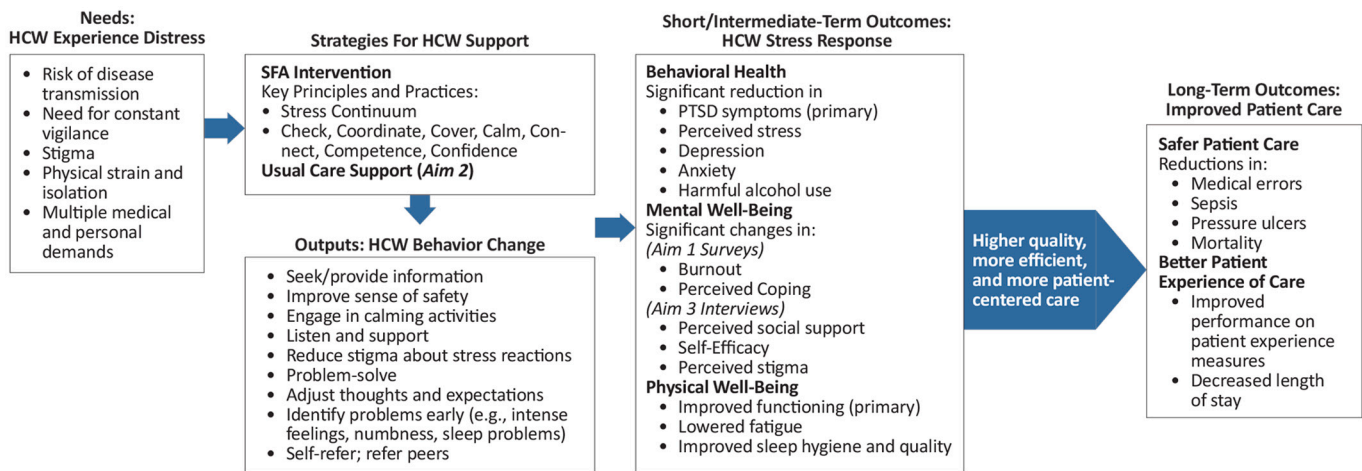 Needs:
HCW Experience Distress
• Risk of disease
transmission
• Need for constant
vigilance
• Stigma
• Physical strain and
isolation
• Multiple medical
and personal
demands
Strategies For HCW Support
SFA Intervention
Key Principles and Practices:
• Stress Continuum
• Check, Coordinate, Cover, Calm, Con-
nect, Competence, Confidence
Usual Care Support (Aim 2)
Outputs: HCW Behavior Change
• Seek/provide information
• Improve sense of safety
• Engage in calming activities
• Listen and support
• Reduce stigma about stress reactions
• Problem-solve
• Adjust thoughts and expectations
• Identify problems early (e.g., intense
feelings, numbness, sleep problems)
• Self-refer; refer peers
Short/Intermediate-Term Outcomes:
HCW Stress Response
Behavioral Health
Significant reduction in
• PTSD symptoms (primary)
• Perceived stress
• Depression
• Anxiety
• Harmful alcohol use
Mental Well-Being
Significant changes in:
(Aim 1 Surveys)
• Burnout
• Perceived Coping
(Aim 3 Interviews)
• Perceived social support
• Self-Efficacy
• Perceived stigma
Physical Well-Being
• Improved functioning (primary)
• Lowered fatigue
• Improved sleep hygiene and quality
Higher quality,
more efficient,
and more patient-
centered care
Long-Term Outcomes:
Improved Patient Care
Safer Patient Care
Reductions in:
• Medical errors
• Sepsis
• Pressure ulcers
• Mortality
Better Patient
Experience of Care
• Improved
performance on
patient experience
measures
• Decreased length
of stay